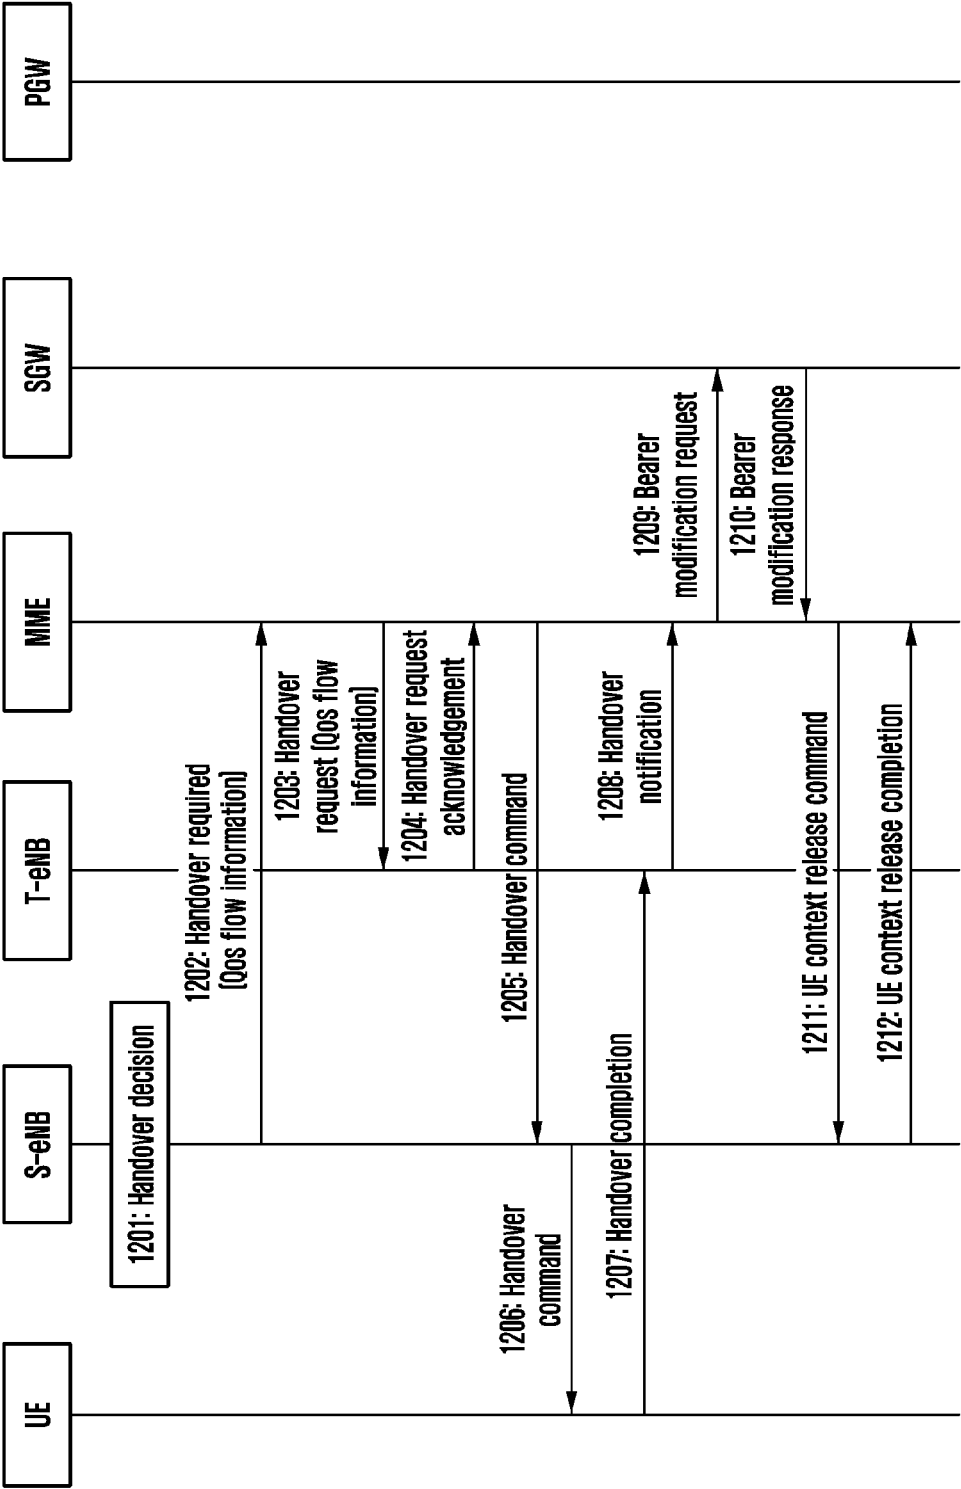 UE
S-eNB
T-eNB
MME
SGW
PGW
1201: Handover decision
1202: Handover required
(Qos flow information)
1203: Handover
request (Qos flow
information)
1204: Handover request
acknowledgement
1205: Handover command
1206: Handover
command
1207: Handover completion
1208: Handover
notification
1209: Bearer
modification request
1210: Bearer
modification response
1211: UE context release command
1212: UE context release completion